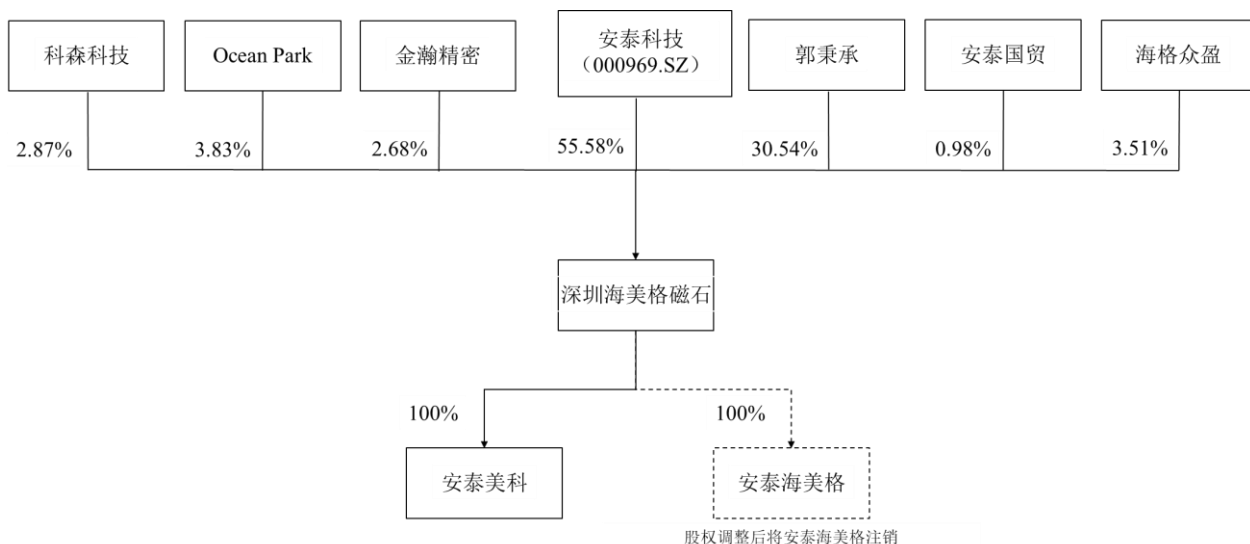 科森科技
Ocean Park
金瀚精密
安泰科技
（000969.SZ）
郭秉承
安泰国贸
海格众盈
2.87%
3.83%
2.68%
55.58%
30.54%
0.98%
3.51%
深圳海美格磁石
100%
100%
安泰美科
安泰海美格
股权调整后将安泰海美格注销